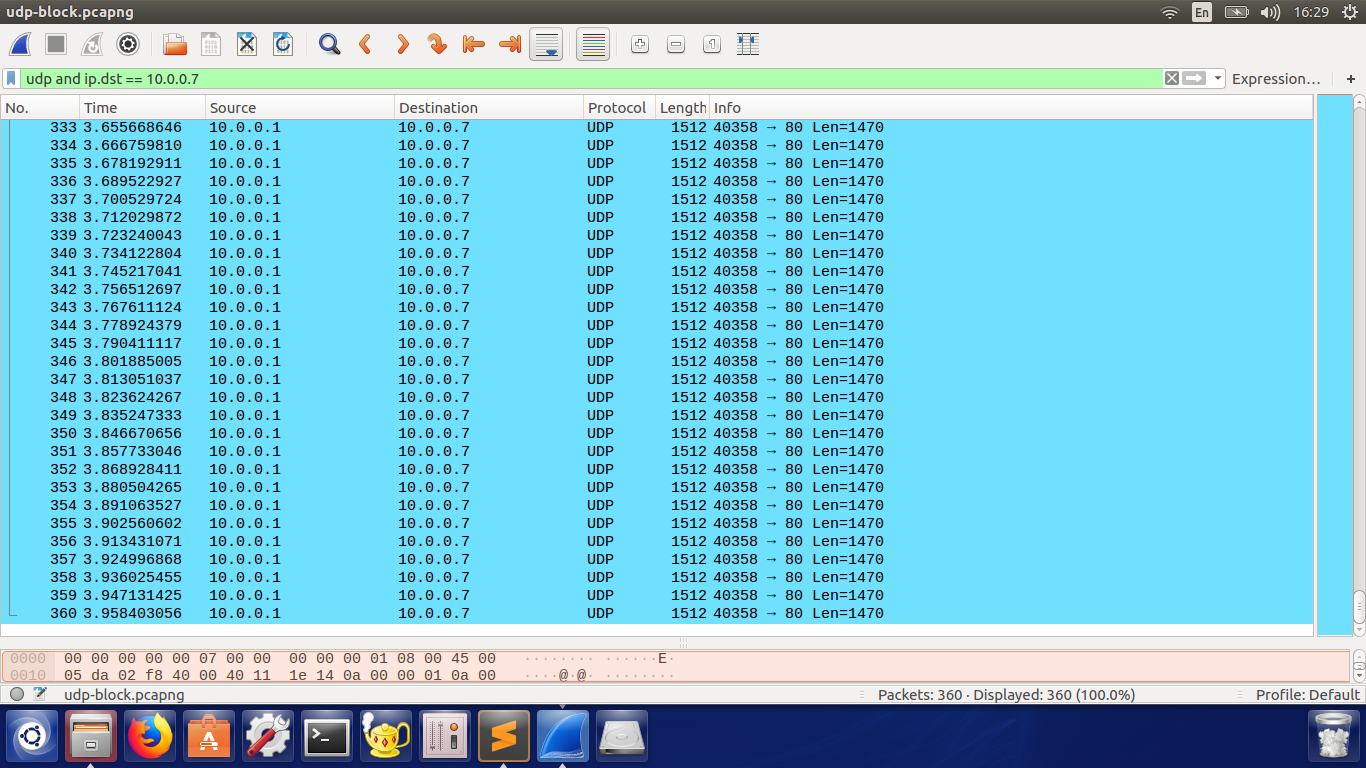 udp-block.pcapng
En
16:29
udp and ip.dst == 10.0.0.7
Expression…
+
No. Time Source Destination Protocol Length Info
333 3.655668646 10.0.0.1 10.0.0.7 UDP 1512 40358 → 80 Len=1470
334 3.666759810 10.0.0.1 10.0.0.7 UDP 1512 40358 → 80 Len=1470
335 3.678192911 10.0.0.1 10.0.0.7 UDP 1512 40358 → 80 Len=1470
336 3.689522927 10.0.0.1 10.0.0.7 UDP 1512 40358 → 80 Len=1470
337 3.700529724 10.0.0.1 10.0.0.7 UDP 1512 40358 → 80 Len=1470
338 3.712029872 10.0.0.1 10.0.0.7 UDP 1512 40358 → 80 Len=1470
339 3.723240043 10.0.0.1 10.0.0.7 UDP 1512 40358 → 80 Len=1470
340 3.734122804 10.0.0.1 10.0.0.7 UDP 1512 40358 → 80 Len=1470
341 3.745217041 10.0.0.1 10.0.0.7 UDP 1512 40358 → 80 Len=1470
342 3.756512697 10.0.0.1 10.0.0.7 UDP 1512 40358 → 80 Len=1470
343 3.767611124 10.0.0.1 10.0.0.7 UDP 1512 40358 → 80 Len=1470
344 3.778924379 10.0.0.1 10.0.0.7 UDP 1512 40358 → 80 Len=1470
345 3.790411117 10.0.0.1 10.0.0.7 UDP 1512 40358 → 80 Len=1470
346 3.801885005 10.0.0.1 10.0.0.7 UDP 1512 40358 → 80 Len=1470
347 3.813051037 10.0.0.1 10.0.0.7 UDP 1512 40358 → 80 Len=1470
348 3.823624267 10.0.0.1 10.0.0.7 UDP 1512 40358 → 80 Len=1470
349 3.835247333 10.0.0.1 10.0.0.7 UDP 1512 40358 → 80 Len=1470
350 3.846670656 10.0.0.1 10.0.0.7 UDP 1512 40358 → 80 Len=1470
351 3.857733046 10.0.0.1 10.0.0.7 UDP 1512 40358 → 80 Len=1470
352 3.868928411 10.0.0.1 10.0.0.7 UDP 1512 40358 → 80 Len=1470
353 3.880504265 10.0.0.1 10.0.0.7 UDP 1512 40358 → 80 Len=1470
354 3.891063527 10.0.0.1 10.0.0.7 UDP 1512 40358 → 80 Len=1470
355 3.902560602 10.0.0.1 10.0.0.7 UDP 1512 40358 → 80 Len=1470
356 3.913431071 10.0.0.1 10.0.0.7 UDP 1512 40358 → 80 Len=1470
357 3.924996868 10.0.0.1 10.0.0.7 UDP 1512 40358 → 80 Len=1470
358 3.936025455 10.0.0.1 10.0.0.7 UDP 1512 40358 → 80 Len=1470
359 3.947131425 10.0.0.1 10.0.0.7 UDP 1512 40358 → 80 Len=1470
360 3.958403056 10.0.0.1 10.0.0.7 UDP 1512 40358 → 80 Len=1470
0000 00 00 00 00 00 07 00 00 00 00 00 01 08 00 45 00 ········ ······E·
0010 05 da 02 f8 40 00 40 11 1e 14 0a 00 00 01 0a 00 ····@·@· ········
udp-block.pcapng
Packets: 360 · Displayed: 360 (100.0%)
Profile: Default